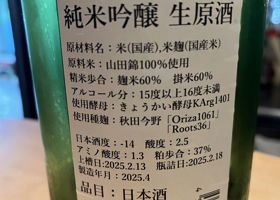 純米吟醸 生原酒
原材料名：米(国産),米麹(国産米)
原料米：山田錦100%使用
精米歩合：麹米60% 掛米60%
アルコール分：15度以上16度未満
使用酵母：きょうかい酵母KArg1401
使用種麹：秋田今野「Oriza1061」
「Roots36」
日本酒度：-14 酸度：2.5
アミノ酸度：1.3 粕歩合：37%
上槽日:2025.2.13 瓶詰日:2025.2.18
製造年月：2025.4
品目：日本酒